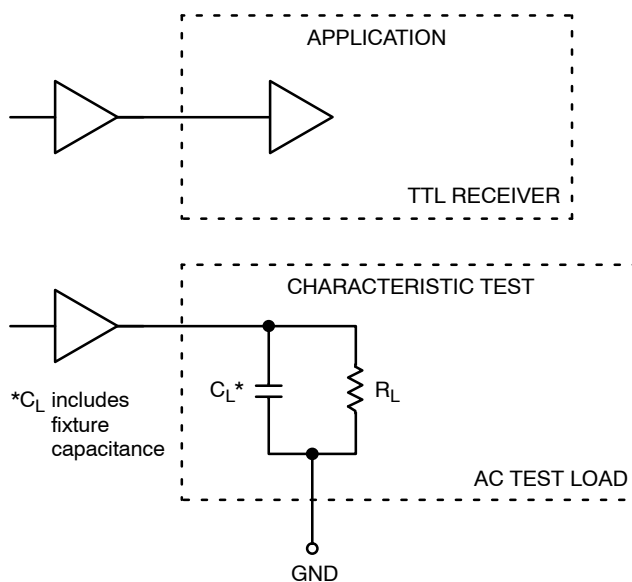 APPLICATION
TTL RECEIVER
CHARACTERISTIC TEST
*CL includes
fixture
capacitance
CL*
RL
AC TEST LOAD
GND